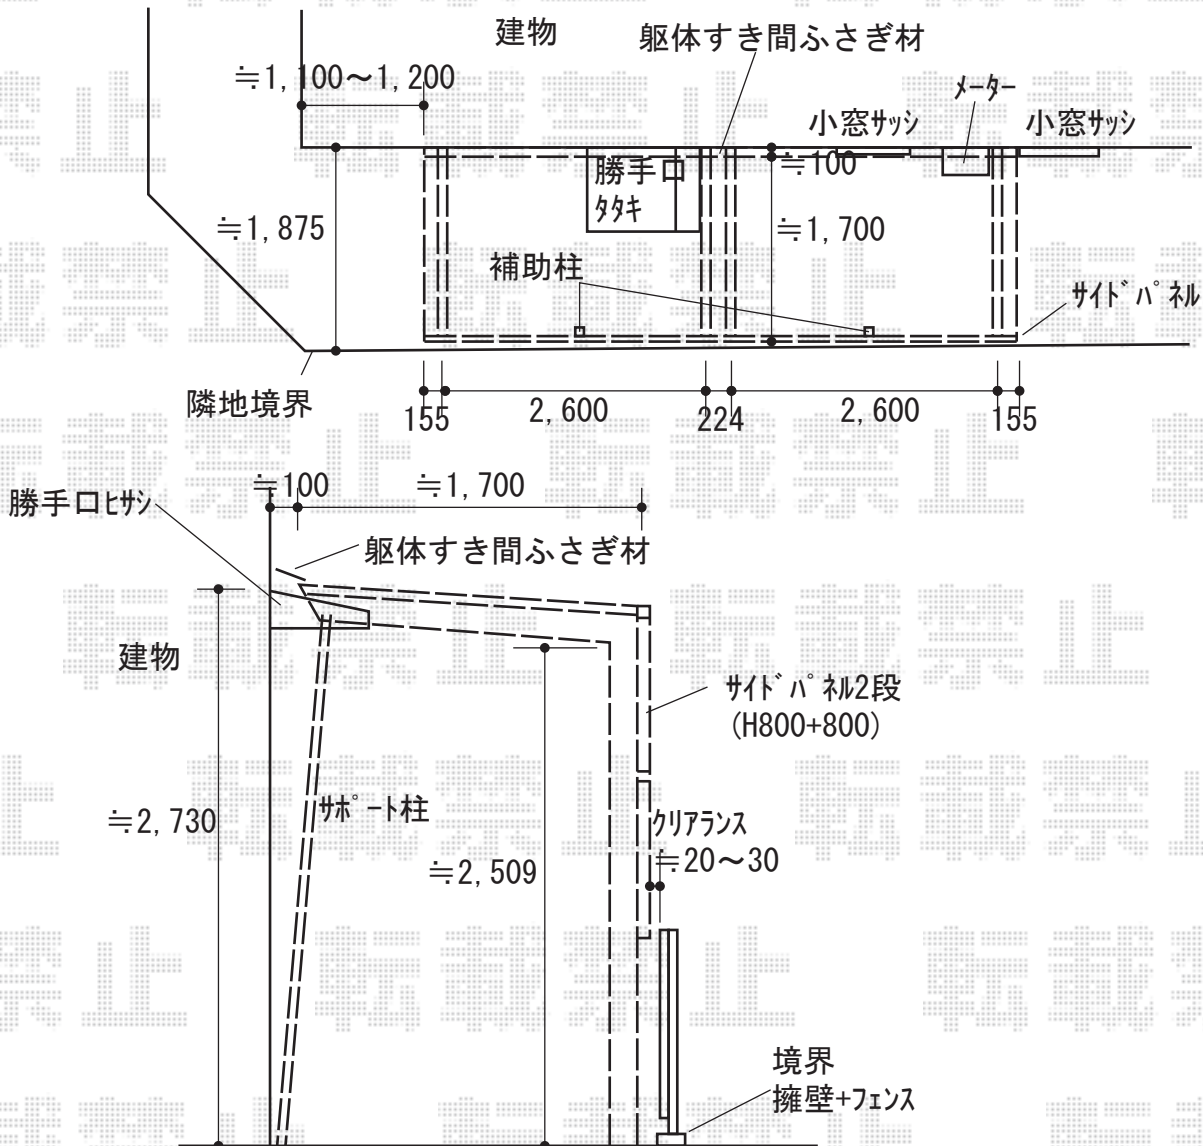 建物
躯体すき間ふさぎ材
≒1,100～1,200
メーター
小窓サッシ
小窓サッシ
≒100
勝手口
タタキ
≒1,875
≒1,700
補助柱
サイドパネル
隣地境界
155
2,600
224
2,600
155
≒100
≒1,700
勝手口ヒサシ
躯体すき間ふさぎ材
建物
サイドパネル2段
(H800+800)
サポート柱
≒2,730
クリアランス
≒20～30
≒2,509
境界
擁壁+フェンス
転載禁止